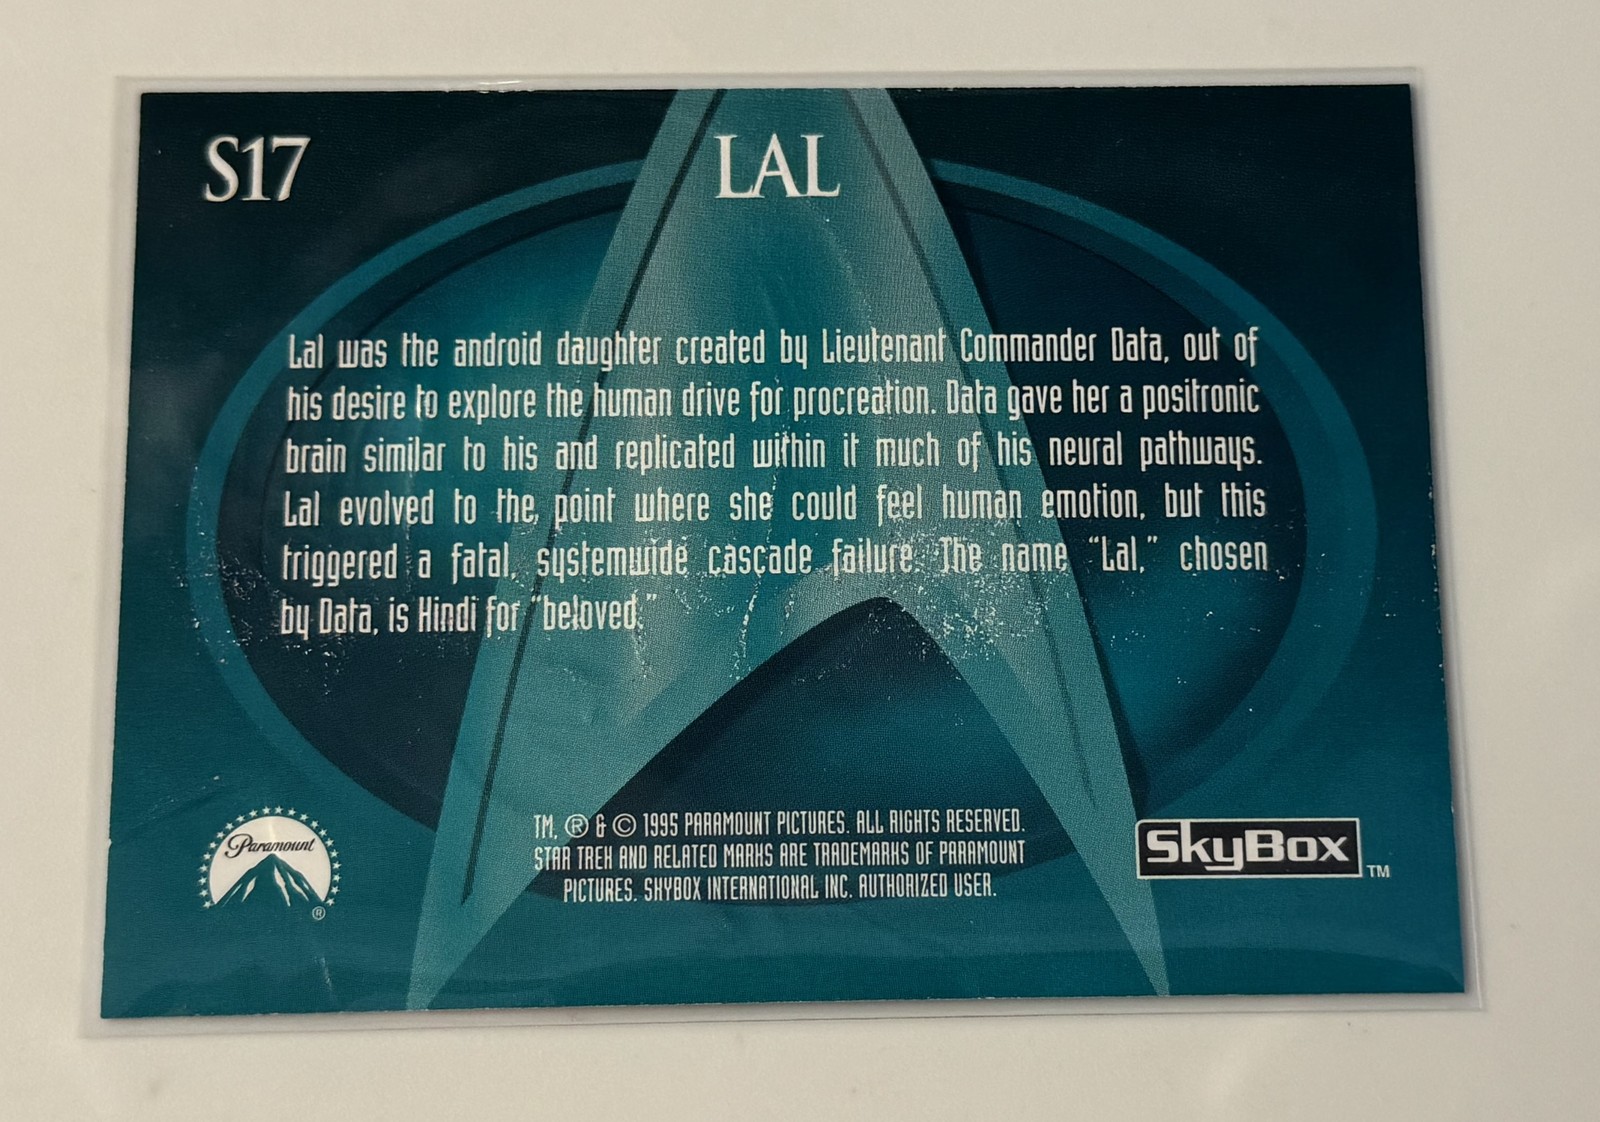 S17
LAL
Lal was the android daughter created by Lieutenant Commander Data, out of
his desire to explore the human drive for procreation. Data gave her a positronic
brain similar to his and replicated within it much of his neural pathways.
Lal evolved to the point where she could feel human emotion, but this
triggered a fatal, systemwide cascade failure. The name “Lal,” chosen
by Data, is Hindi for “beloved.”
Paramount
®
TM, ® & © 1995 PARAMOUNT PICTURES. ALL RIGHTS RESERVED.
STAR TREK AND RELATED MARKS ARE TRADEMARKS OF PARAMOUNT
PICTURES. SKYBOX INTERNATIONAL INC. AUTHORIZED USER.
SkyBox TM